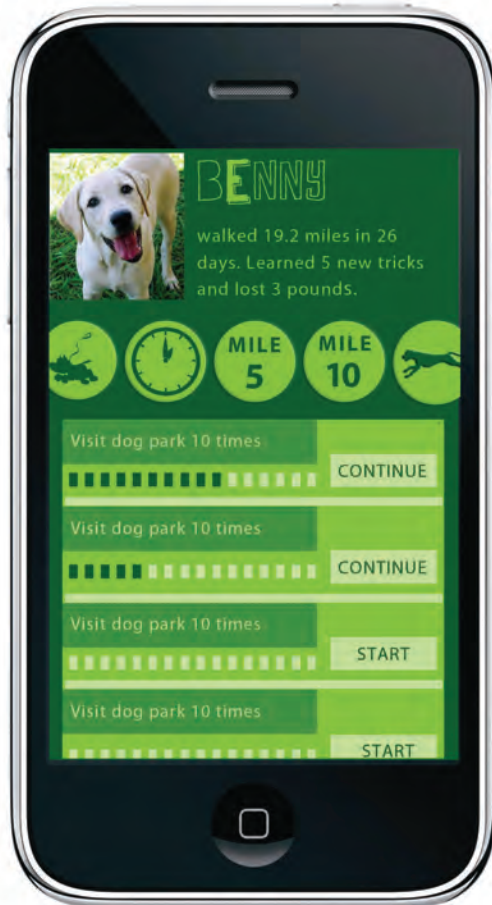 BENNY
walked 19.2 miles in 26
days. Learned 5 new tricks
and lost 3 pounds.
MILE
5
MILE
10
Visit dog park 10 times
CONTINUE
Visit dog park 10 times
CONTINUE
Visit dog park 10 times
START
Visit dog park 10 times
START